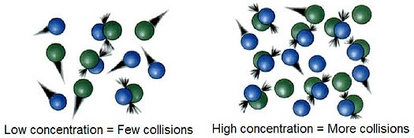 Low concentration = Few collisions
High concentration = More collisions